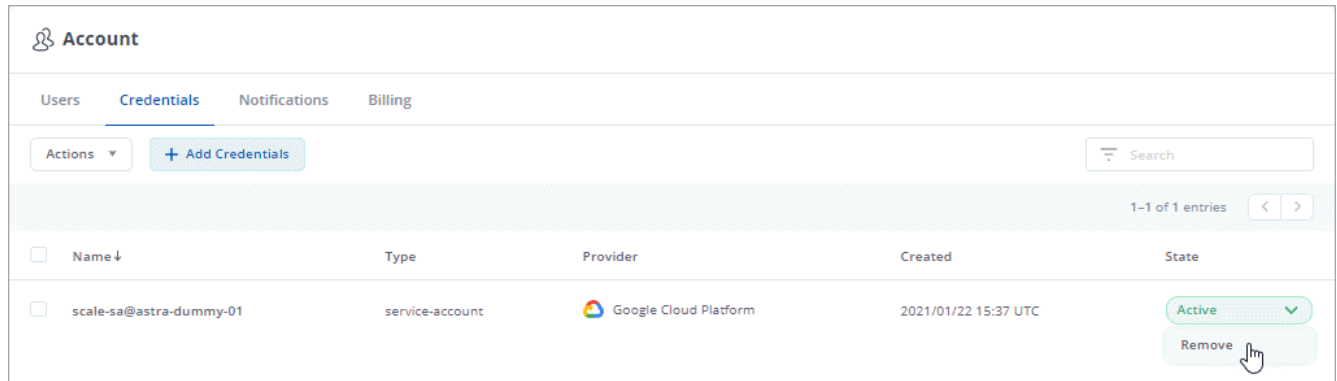 Account
Users Credentials Notifications Billing
Actions + Add Credentials Search
1–1 of 1 entries < >
Name↓ Type Provider Created State
scale-sa@astra-dummy-01 service-account Google Cloud Platform 2021/01/22 15:37 UTC Active
Remove